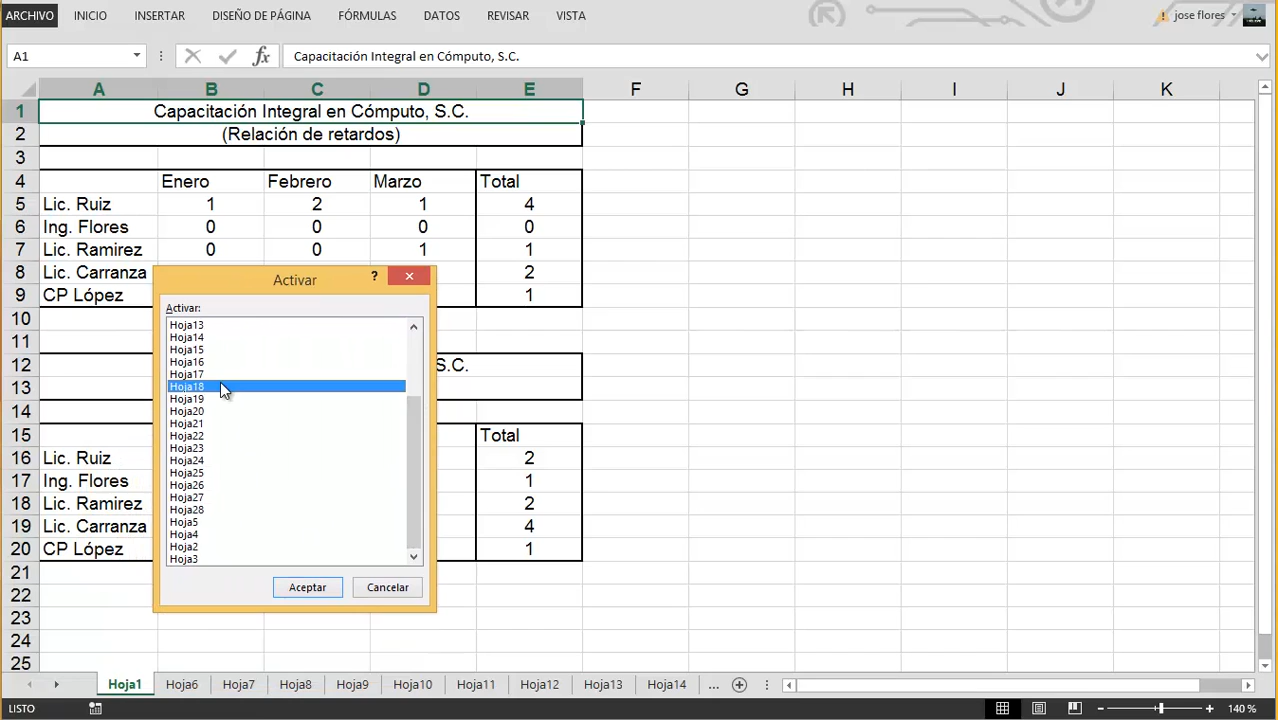 ARCHIVO INICIO INSERTAR DISEÑO DE PÁGINA FÓRMULAS DATOS REVISAR VISTA jose flores
A1 fx Capacitación Integral en Cómputo, S.C.
A B C D E F G H I J K
1 Capacitación Integral en Cómputo, S.C.
2 (Relación de retardos)
3
4 Enero Febrero Marzo Total
5 Lic. Ruiz 1 2 1 4
6 Ing. Flores 0 0 0 0
7 Lic. Ramirez 0 0 1 1
8 Lic. Carranza 2
9 CP López 1
10
11
12 S.C.
13
14
15 Total
16 Lic. Ruiz 2
17 Ing. Flores 1
18 Lic. Ramirez 2
19 Lic. Carranza 4
20 CP López 1
21
22
23
24
25
Activar ?
Activar:
Hoja13
Hoja14
Hoja15
Hoja16
Hoja17
Hoja18
Hoja19
Hoja20
Hoja21
Hoja22
Hoja23
Hoja24
Hoja25
Hoja26
Hoja27
Hoja28
Hoja5
Hoja4
Hoja2
Hoja3
Aceptar Cancelar
Hoja1 Hoja6 Hoja7 Hoja8 Hoja9 Hoja10 Hoja11 Hoja12 Hoja13 Hoja14 ...
LISTO 140 %